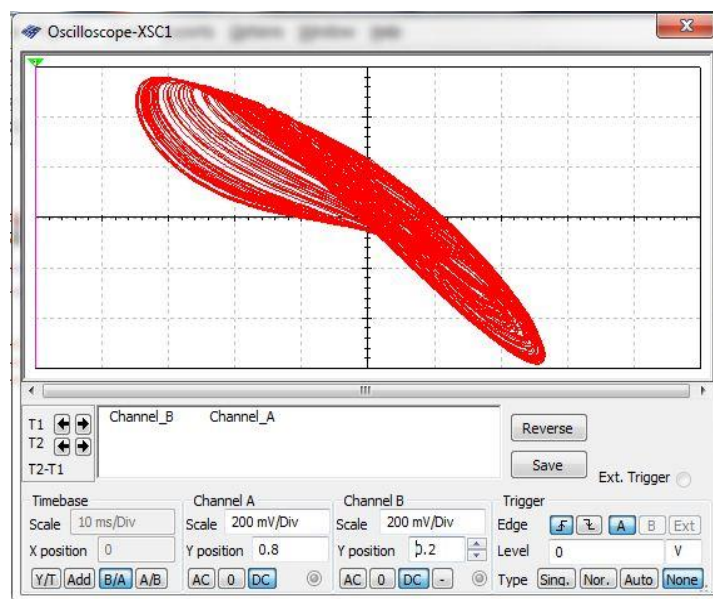 Oscilloscope-XSC1
T1
T2
T2-T1
Channel_B Channel_A
Reverse
Save
Ext. Trigger
Timebase
Scale 10 ms/Div
X position 0
Y/T Add B/A A/B
Channel A
Scale 200 mV/Div
Y position 0.8
AC 0 DC
Channel B
Scale 200 mV/Div
Y position 0.2
AC 0 DC -
Trigger
Edge A B Ext
Level 0 V
Type Sing. Nor. Auto None